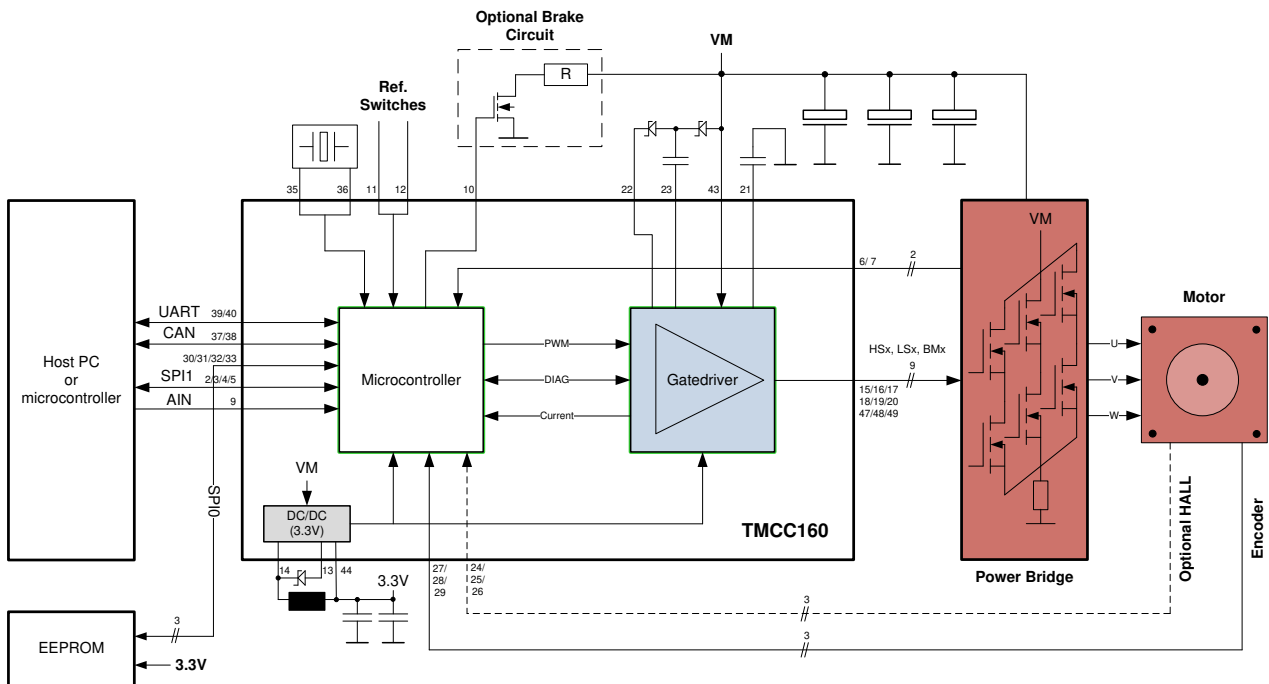 Optional Brake
Circuit
VM
R
Ref.
Switches
35
36
11
12
10
22
23
43
21
VM
6/ 7
2
Motor
UART 39/40
CAN 37/38
30/31/32/33
SPI1 2/3/4/5
AIN 9
Host PC
or
microcontroller
Microcontroller
PWM
DIAG
Current
Gatedriver
HSx, LSx, BMx
9
15/16/17
18/19/20
47/48/49
U
V
W
SPI0
VM
DC/DC
(3.3V)
TMCC160
14
13
44
3.3V
27/
28/
29
24/
25/
26
Power Bridge
Optional HALL
Encoder
3
3
3
EEPROM
3.3V